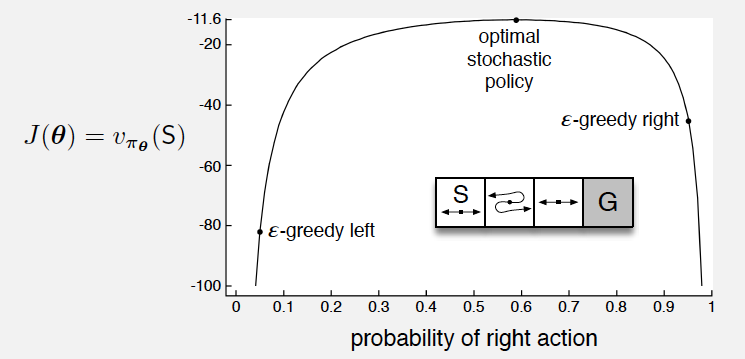 -11.6
-20
optimal
stochastic
policy
-40
ε-greedy right
J(θ) = v_{π_θ}(S)
-60
S
G
-80
ε-greedy left
-100
0 0.1 0.2 0.3 0.4 0.5 0.6 0.7 0.8 0.9 1
probability of right action